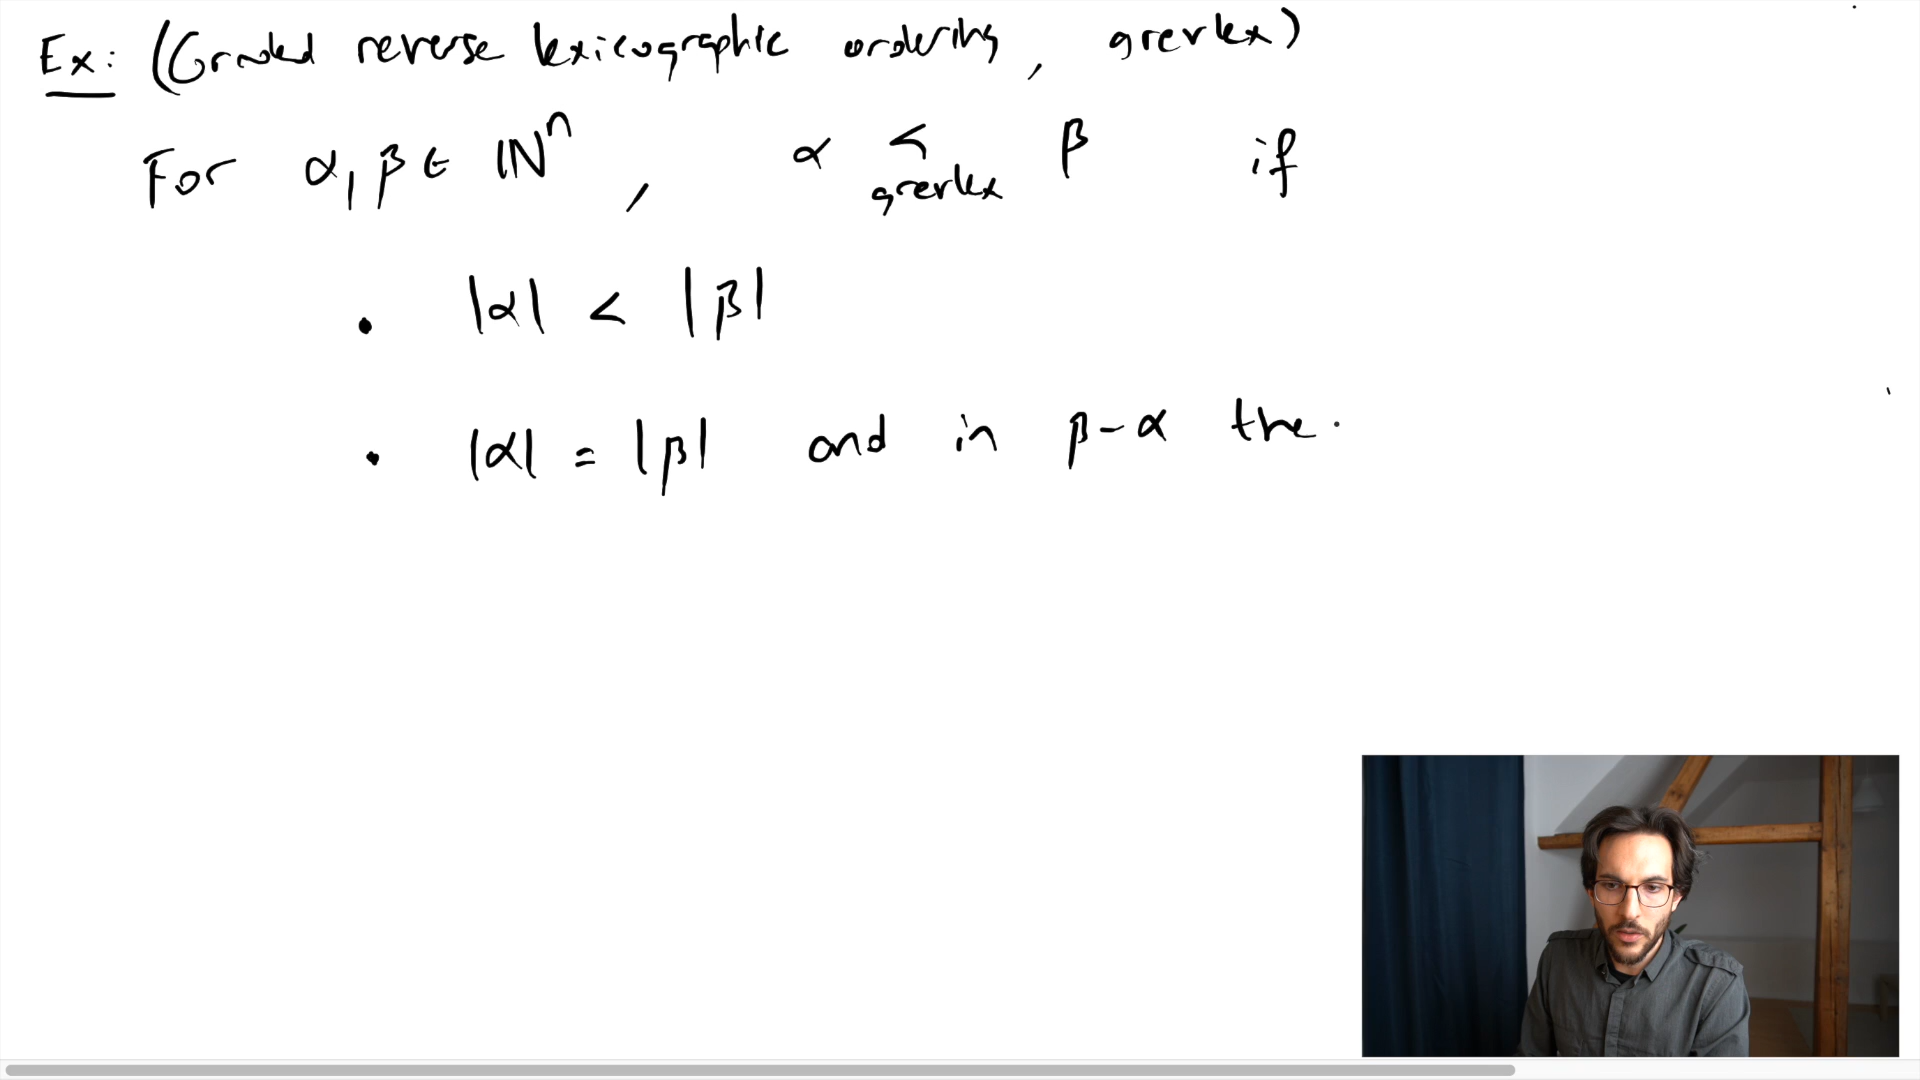 Ex: (Graded reverse lexicographic ordering, grevlex)
For α, β ∈ ℕⁿ, α <_grevlex β if
• |α| < |β|
• |α| = |β| and in β-α the